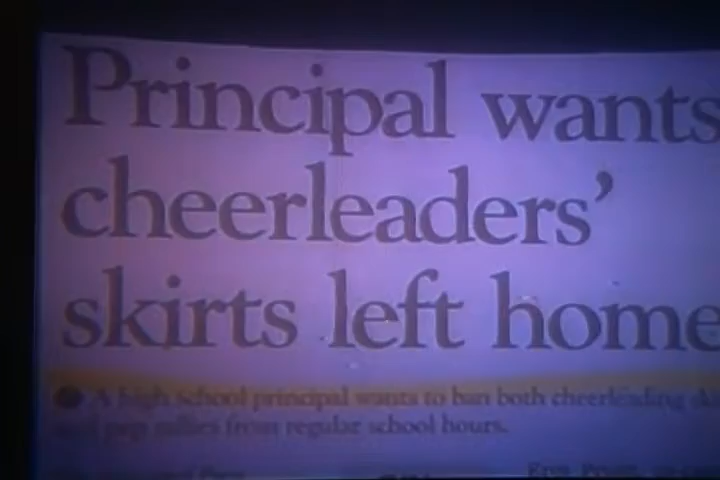 Principal wants
cheerleaders’
skirts left home
A high school principal wants to ban both cheerleading
and pep rallies from regular school hours.